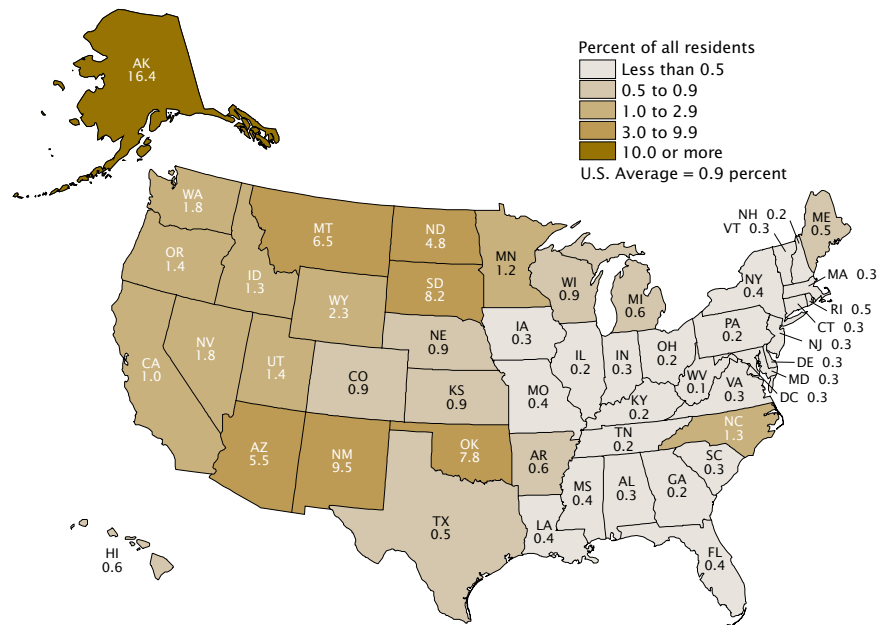 AK
16.4
Percent of all residents
Less than 0.5
0.5 to 0.9
1.0 to 2.9
3.0 to 9.9
10.0 or more
U.S. Average = 0.9 percent
WA
1.8
OR
1.4
ID
1.3
MT
6.5
ND
4.8
MN
1.2
SD
8.2
WY
2.3
WI
0.9
MI
0.6
NH 0.2
VT 0.3
ME
0.5
NY
0.4
MA 0.3
RI 0.5
CT 0.3
NJ 0.3
DE 0.3
MD 0.3
DC 0.3
PA
0.2
CA
1.0
NV
1.8
UT
1.4
CO
0.9
NE
0.9
KS
0.9
IA
0.3
MO
0.4
IL
0.2
IN
0.3
OH
0.2
WV
0.1
VA
0.3
KY
0.2
NC
1.3
TN
0.2
SC
0.3
AZ
5.5
NM
9.5
OK
7.8
AR
0.6
TX
0.5
LA
0.4
MS
0.4
AL
0.3
GA
0.2
FL
0.4
HI
0.6